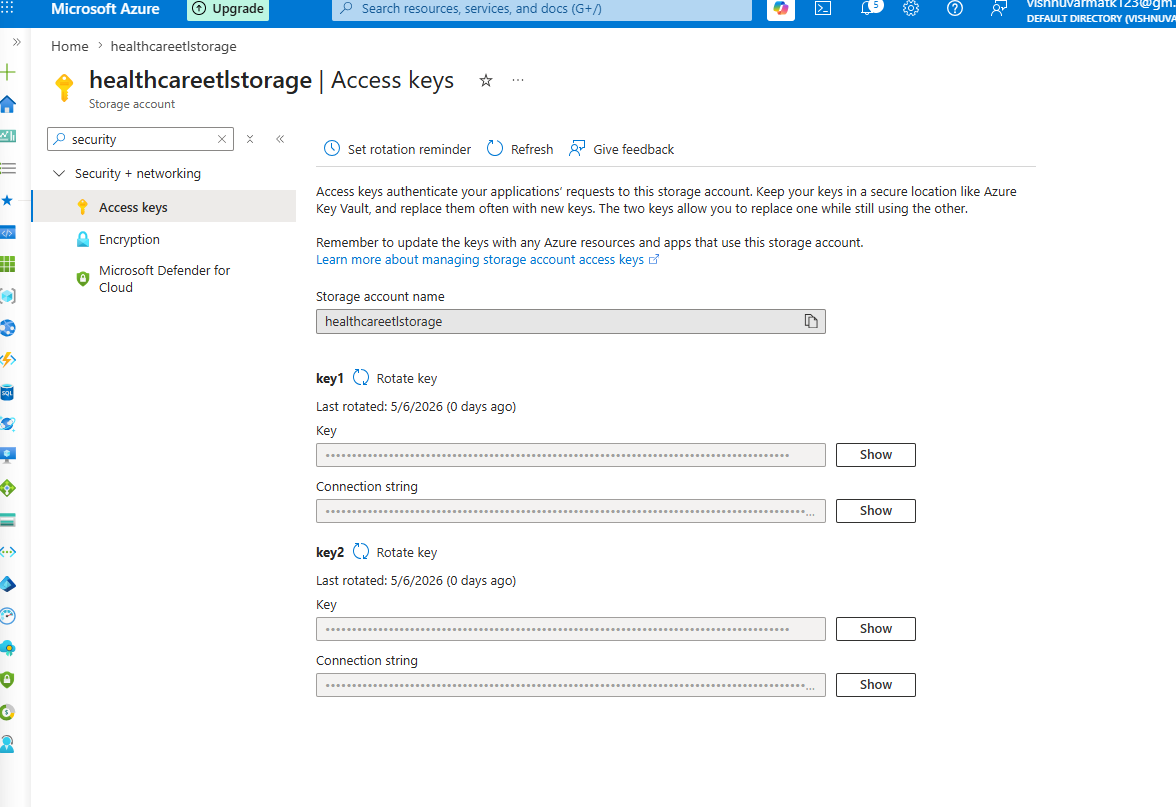 Microsoft Azure
Upgrade
Search resources, services, and docs (G+/)
5
vishnuvarmatk123@gm...
DEFAULT DIRECTORY (VISHNUVA
Home > healthcareetlstorage
healthcareetlstorage | Access keys
Storage account
security
Set rotation reminder
Refresh
Give feedback
Security + networking
Access keys
Encryption
Microsoft Defender for
Cloud
Access keys authenticate your applications' requests to this storage account. Keep your keys in a secure location like Azure
Key Vault, and replace them often with new keys. The two keys allow you to replace one while still using the other.
Remember to update the keys with any Azure resources and apps that use this storage account.
Learn more about managing storage account access keys
Storage account name
healthcareetlstorage
key1 Rotate key
Last rotated: 5/6/2026 (0 days ago)
Key
Show
Connection string
Show
key2 Rotate key
Last rotated: 5/6/2026 (0 days ago)
Key
Show
Connection string
Show